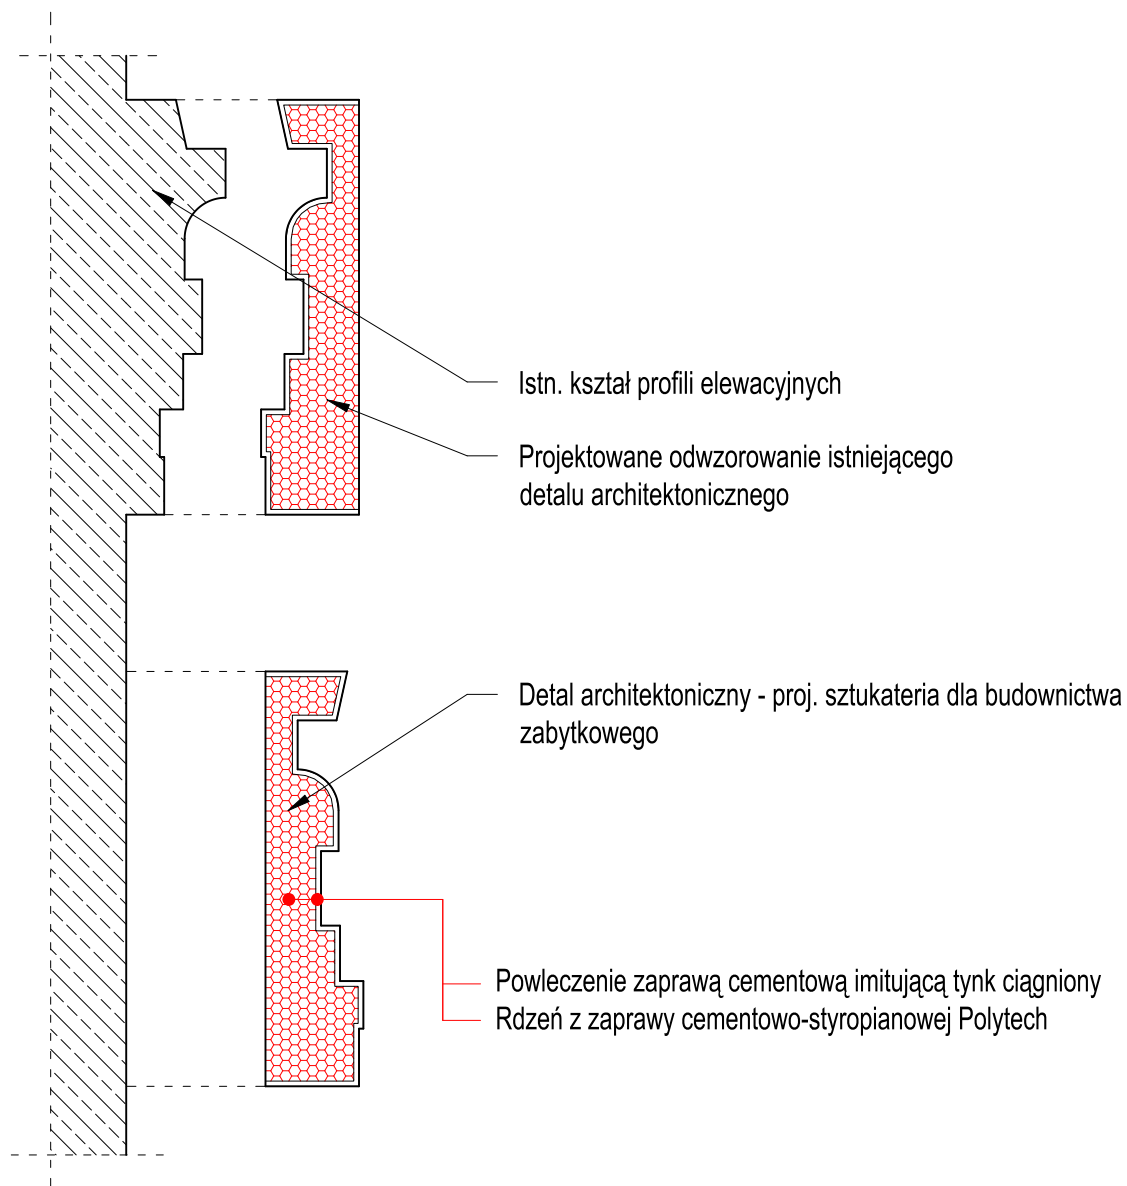 Istn. kształ profili elewacyjnych
Projektowane odwzorowanie istniejącego
detalu architektonicznego
Detal architektoniczny - proj. sztukateria dla budownictwa
zabytkowego
Powleczenie zaprawą cementową imitującą tynk ciągniony
Rdzeń z zaprawy cementowo-styropianowej Polytech